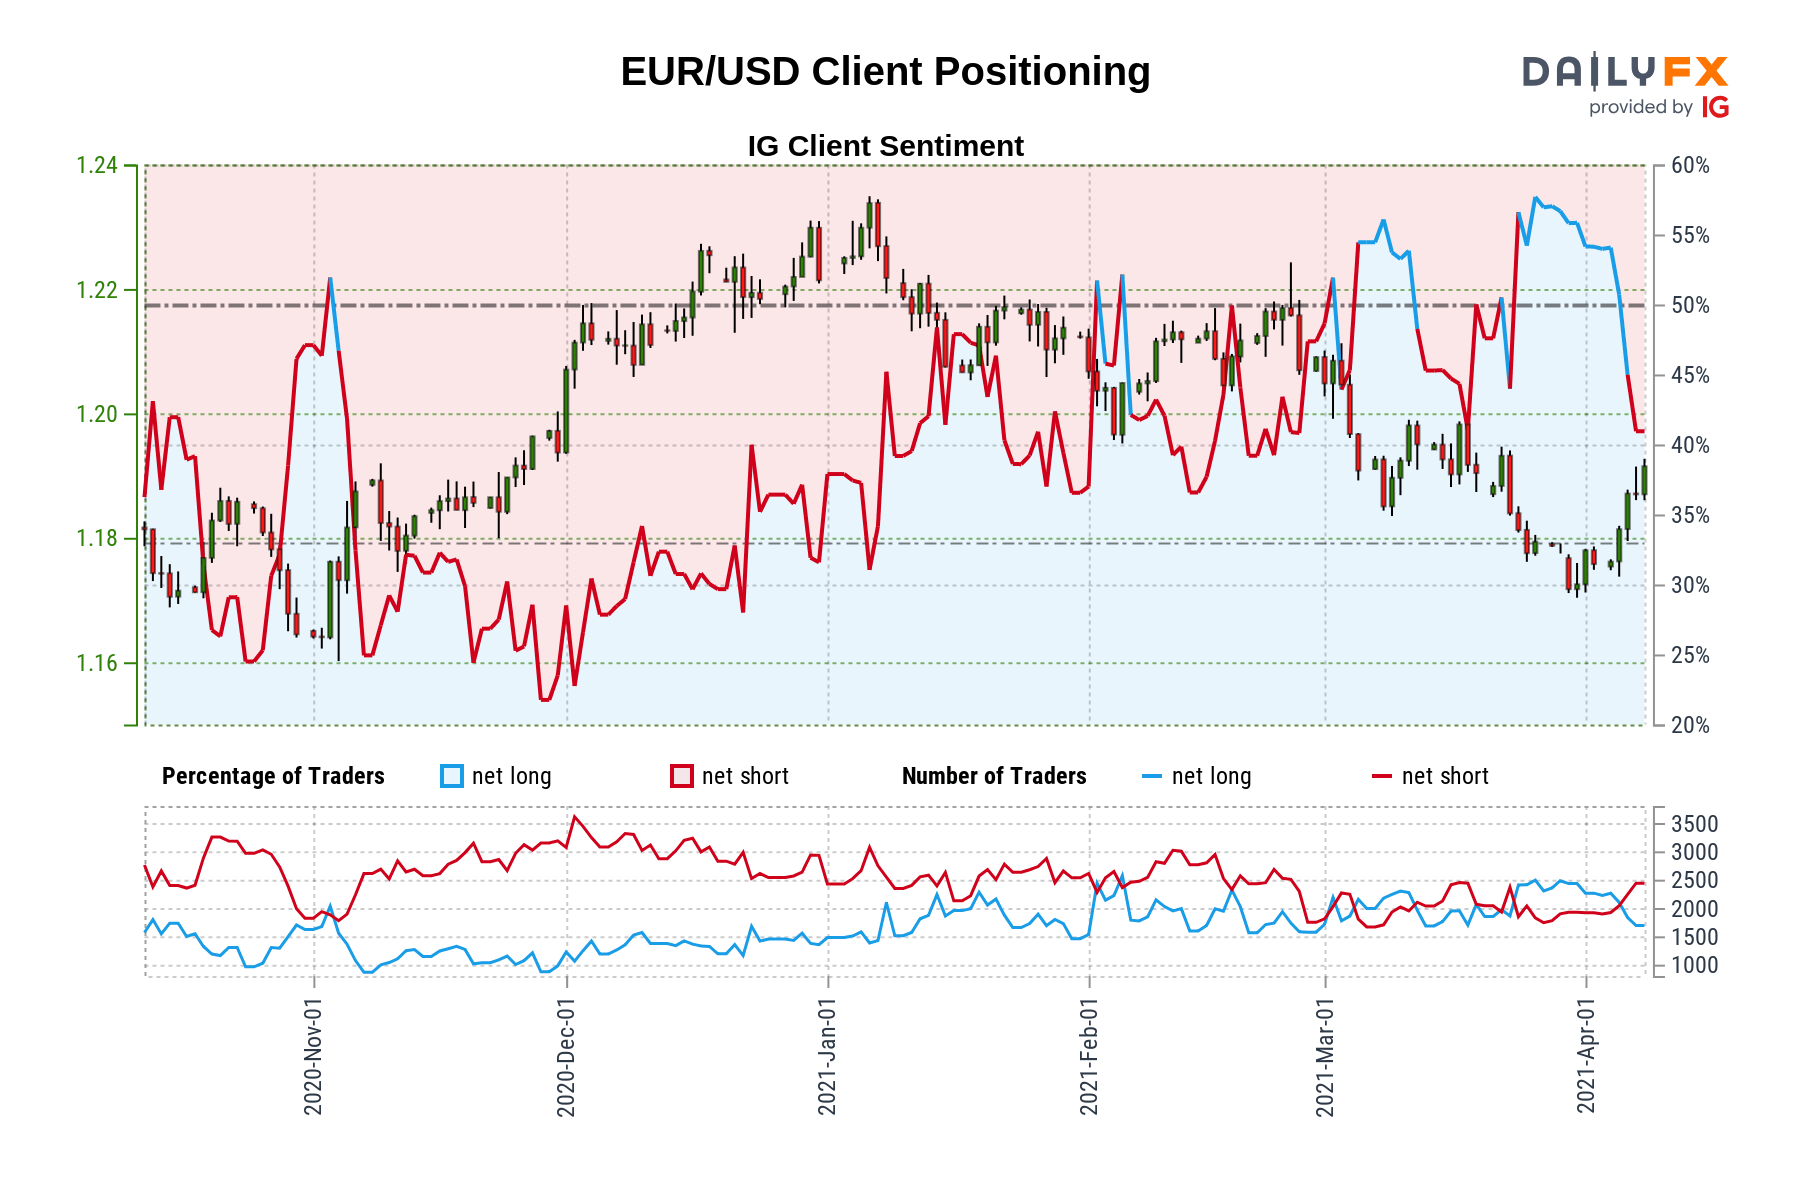 EUR/USD Client Positioning
DAILYFX
provided by IG
IG Client Sentiment
1.24
1.22
1.20
1.18
1.16
60%
55%
50%
45%
40%
35%
30%
25%
20%
Percentage of Traders net long net short Number of Traders net long net short
3500
3000
2500
2000
1500
1000
2020-Nov-01
2020-Dec-01
2021-Jan-01
2021-Feb-01
2021-Mar-01
2021-Apr-01